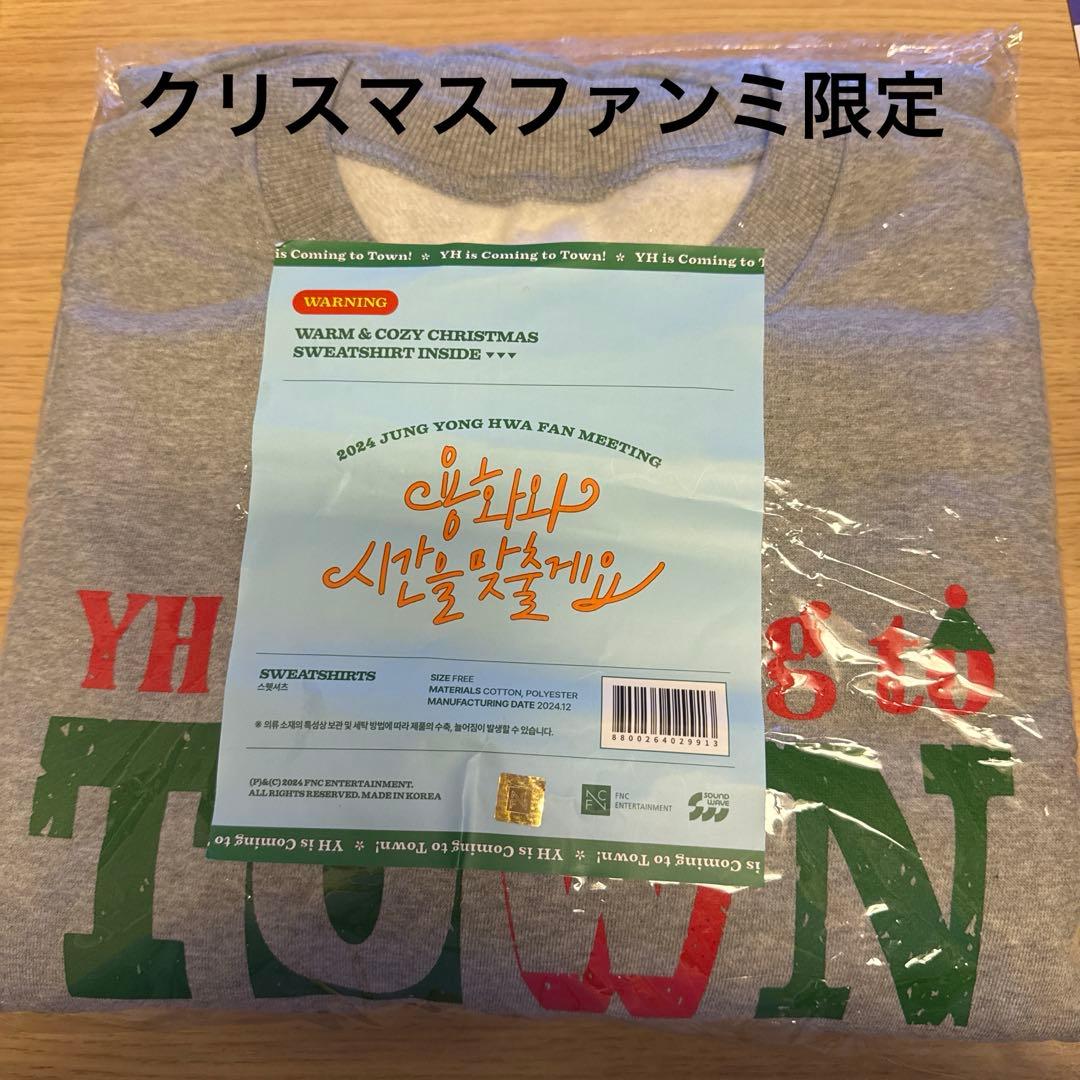 クリスマスファンミ限定
is Coming to Town! * YH is Coming to Town! * YH is Coming to T
WARNING
WARM & COZY CHRISTMAS
SWEATSHIRT INSIDE ▼▼▼
2024 JUNG YONG HWA FAN MEETING
용화와
시간을 맞출게요
YH g to
TOWN
SWEATSHIRTS
스웻셔츠
SIZE FREE
MATERIALS COTTON, POLYESTER
MANUFACTURING DATE 2024.12
※ 의류 소재의 특성상 보관 및 세탁 방법에 따라 제품의 수축, 늘어짐이 발생할 수 있습니다.
8800264029913
(P)&(C) 2024 FNC ENTERTAINMENT.
ALL RIGHTS RESERVED. MADE IN KOREA
FNC
FNC
ENTERTAINMENT
SOUND
WAVE
is Coming to Town! * YH is Coming to Town! * YH is Coming to